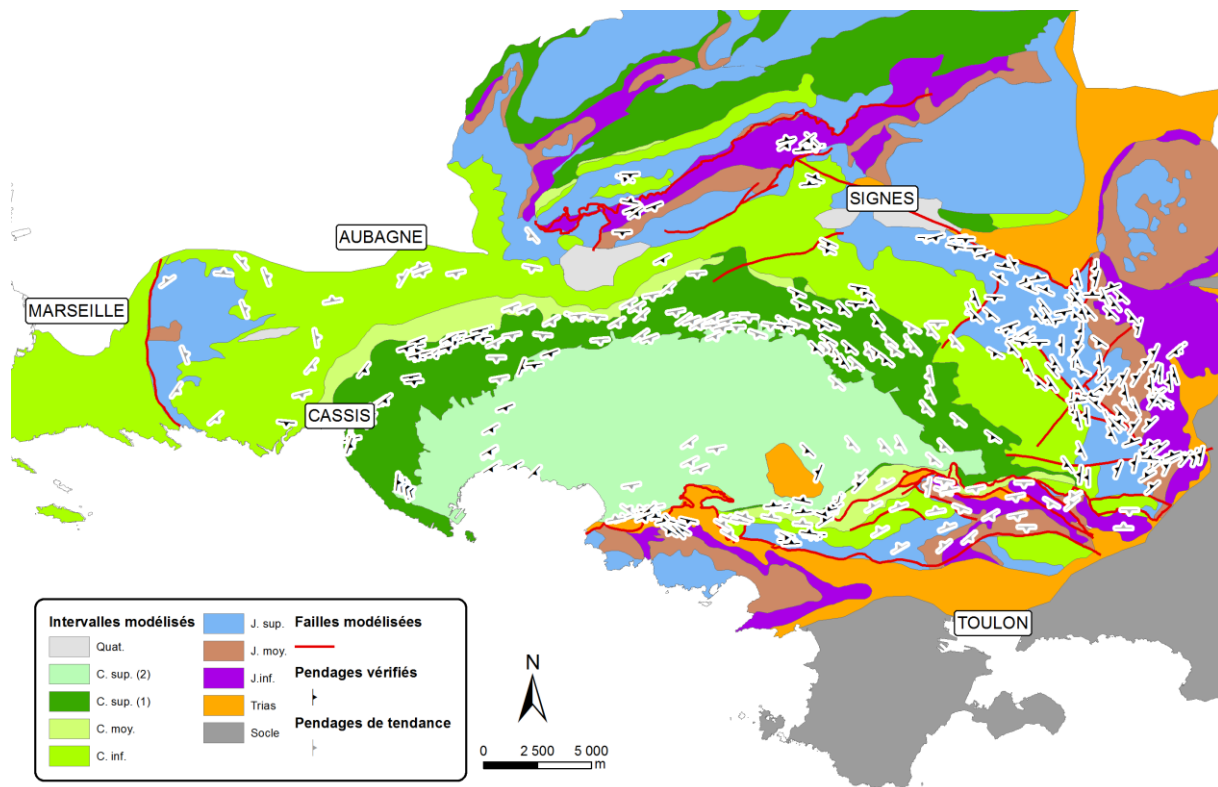 SIGNES
AUBAGNE
MARSEILLE
CASSIS
TOULON
Intervalles modélisés
Quat.
C. sup. (2)
C. sup. (1)
C. moy.
C. inf.
J. sup.
J. moy.
J.inf.
Trias
Socle
Failles modélisées
Pendages vérifiés
Pendages de tendance
N
0 2 500 5 000
m